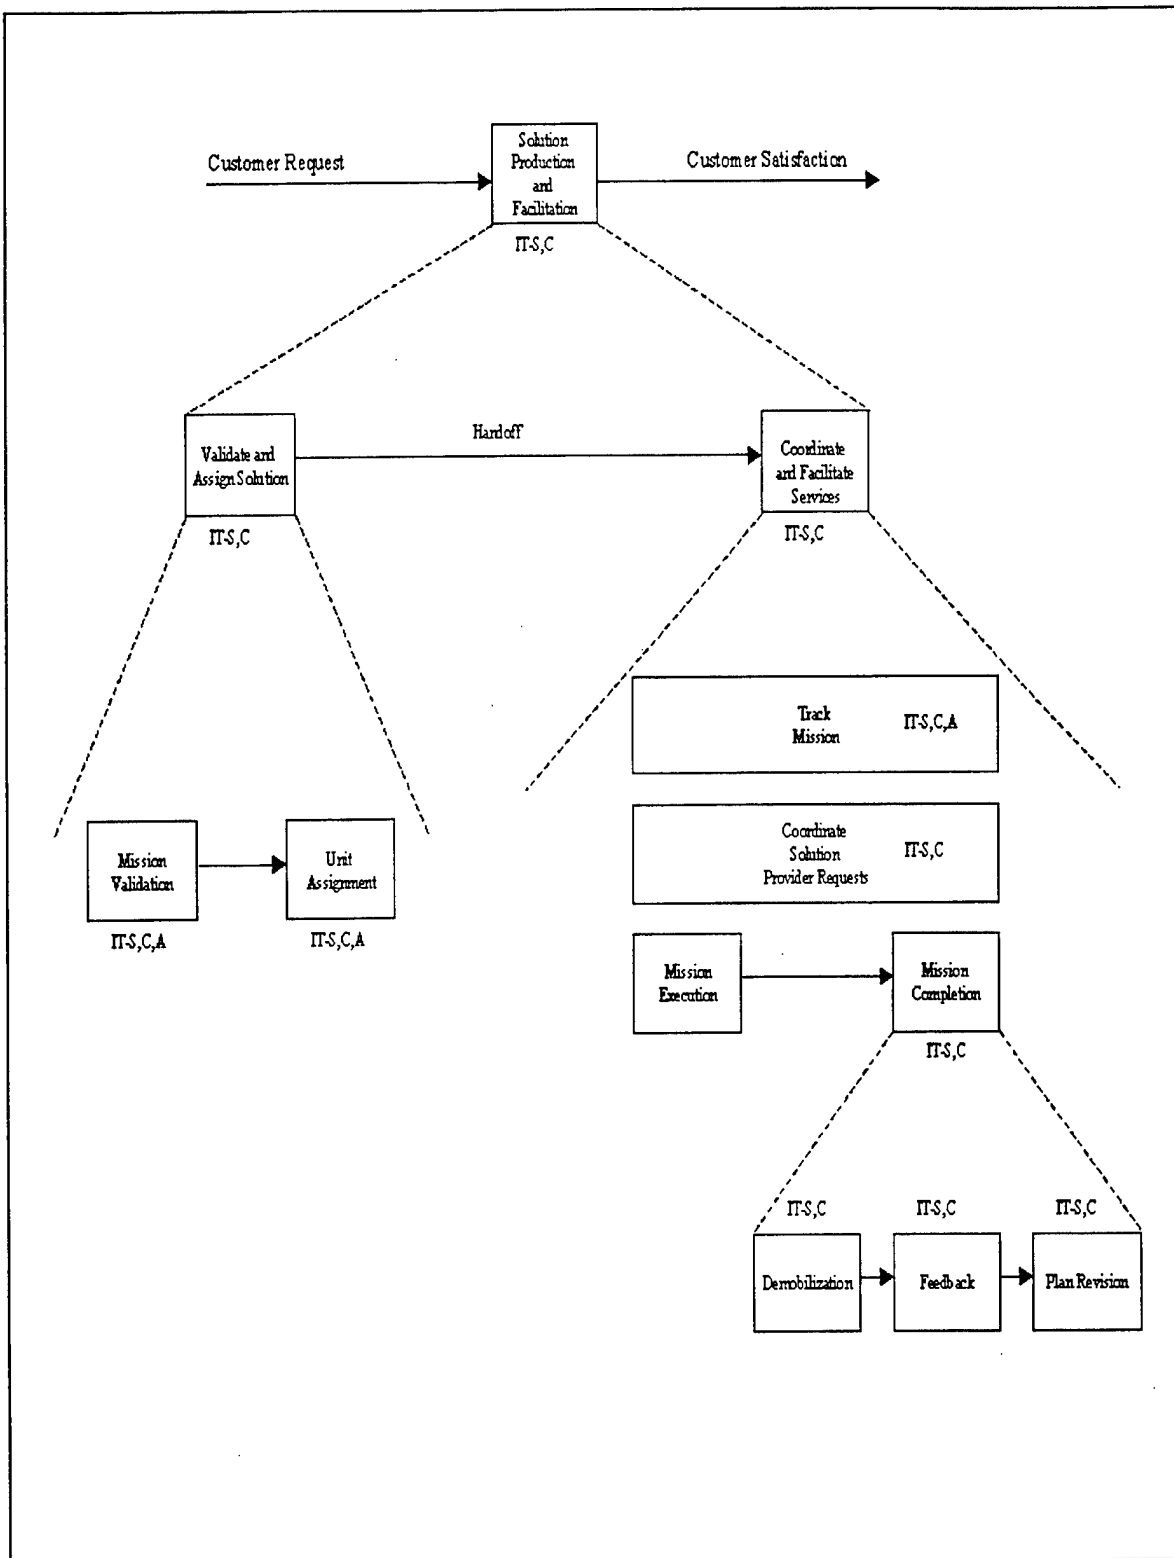 Customer Request
Solution
Production
and
Facilitation
Customer Satisfaction
IT-S,C
Validate and
Assign Solution
Handoff
Coordinate
and Facilitate
Services
IT-S,C
IT-S,C
Track
Mission
IT-S,C,A
Coordinate
Solution
Provider Requests
IT-S,C
Mission
Validation
Unit
Assignment
IT-S,C,A
IT-S,C,A
Mission
Execution
Mission
Completion
IT-S,C
IT-S,C
IT-S,C
IT-S,C
Demobilization
Feedback
Plan Revision